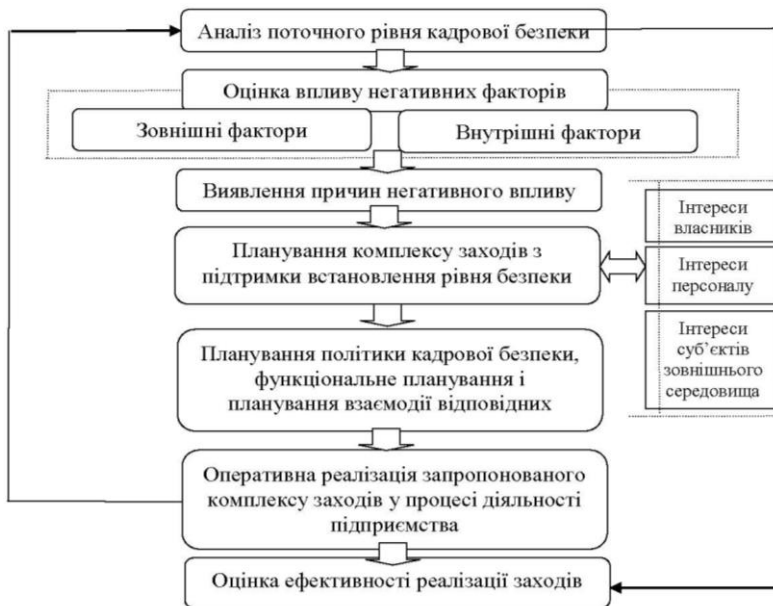 Аналіз поточного рівня кадрової безпеки
Оцінка впливу негативних факторів
Зовнішні фактори
Внутрішні фактори
Виявлення причин негативного впливу
Планування комплексу заходів з
підтримки встановлення рівня безпеки
Інтереси
власників
Інтереси
персоналу
Інтереси
суб’єктів
зовнішнього
середовища
Планування політики кадрової безпеки,
функціональне планування і
планування взаємодії відповідних
Оперативна реалізація запропонованого
комплексу заходів у процесі діяльності
підприємства
Оцінка ефективності реалізації заходів